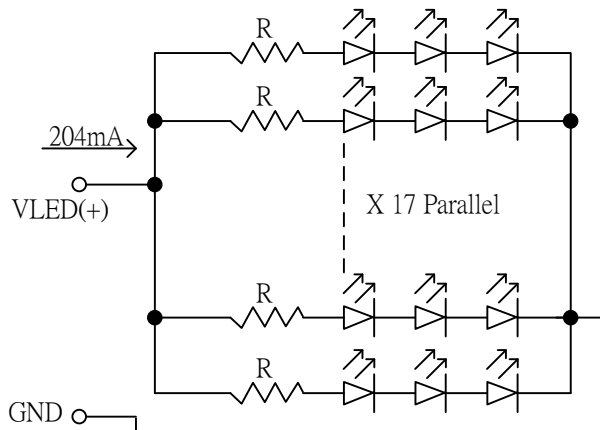 R
R
204mA
VLED(+)
X 17 Parallel
R
R
GND